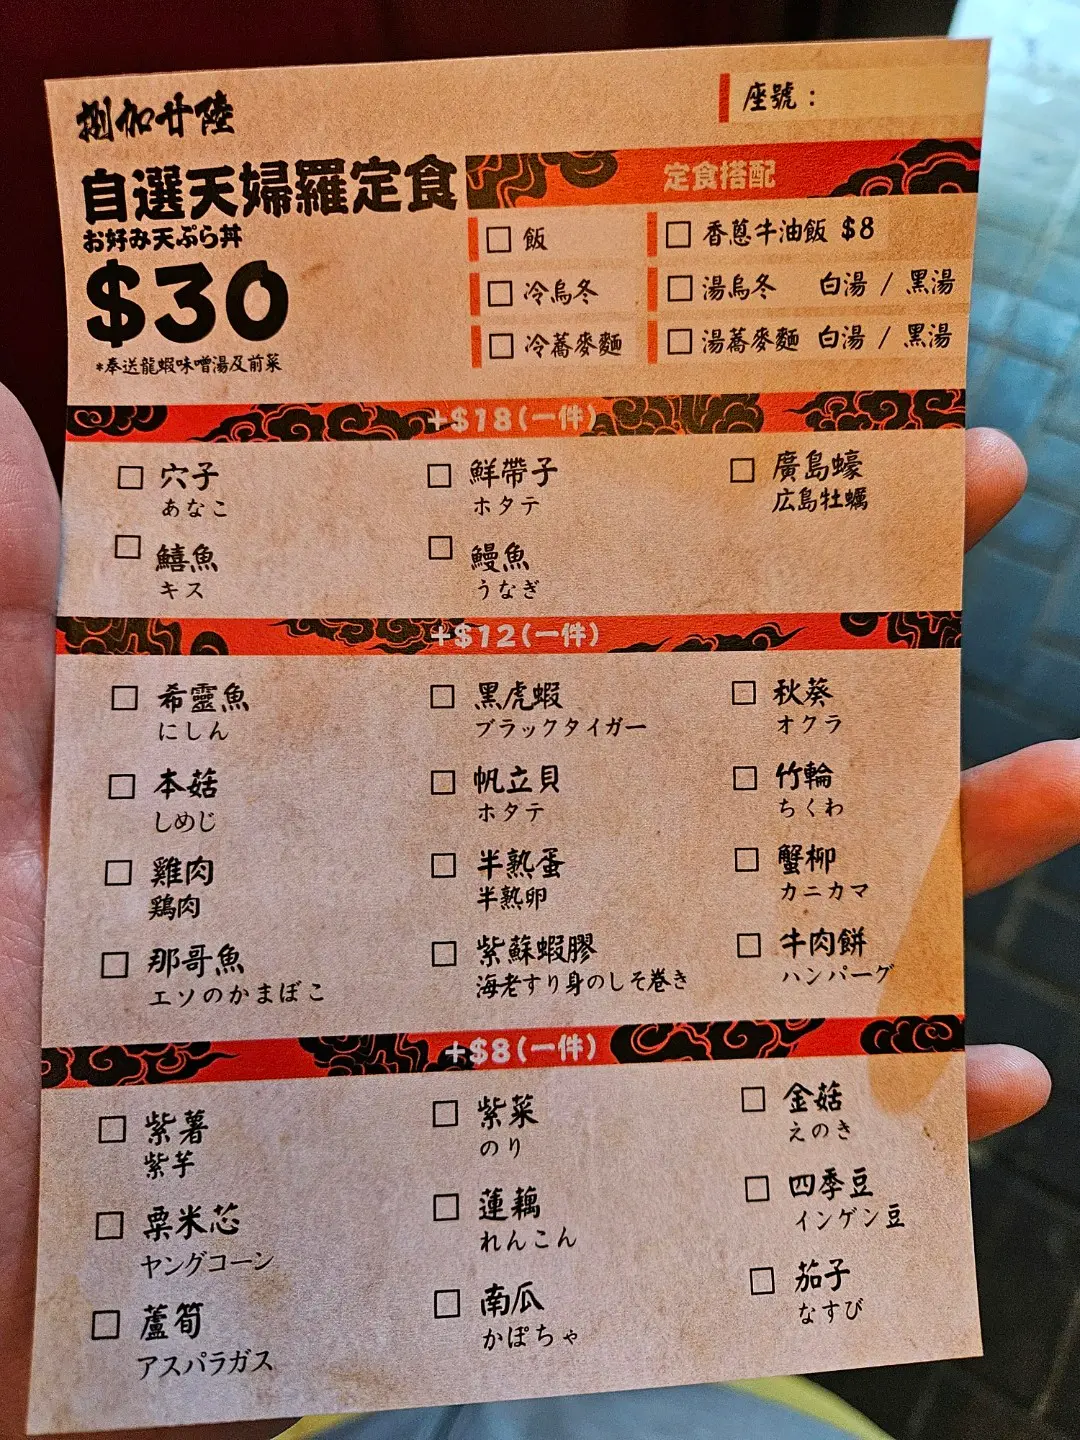 捌加廿陸
座號：
自選天婦羅定食
お好み天ぷら丼
$30
*奉送龍蝦味噌湯及前菜
定食搭配
飯
香蔥牛油飯 $8
冷烏冬
湯烏冬 白湯 / 黑湯
冷蕎麥麵
湯蕎麥麵 白湯 / 黑湯
+$18(一件)
穴子
あなこ
鮮帶子
ホタテ
廣島蠔
広島牡蠣
鱚魚
キス
鰻魚
うなぎ
+$12(一件)
希靈魚
にしん
黑虎蝦
ブラックタイガー
秋葵
オクラ
本菇
しめじ
帆立貝
ホタテ
竹輪
ちくわ
雞肉
鶏肉
半熟蛋
半熟卵
蟹柳
カニカマ
那哥魚
エソのかまぼこ
紫蘇蝦膠
海老すり身のしそ巻き
牛肉餅
ハンバーグ
+$8(一件)
紫薯
紫芋
紫菜
のり
金菇
えのき
粟米芯
ヤングコーン
蓮藕
れんこん
四季豆
インゲン豆
蘆筍
アスパラガス
南瓜
かぼちゃ
茄子
なすび